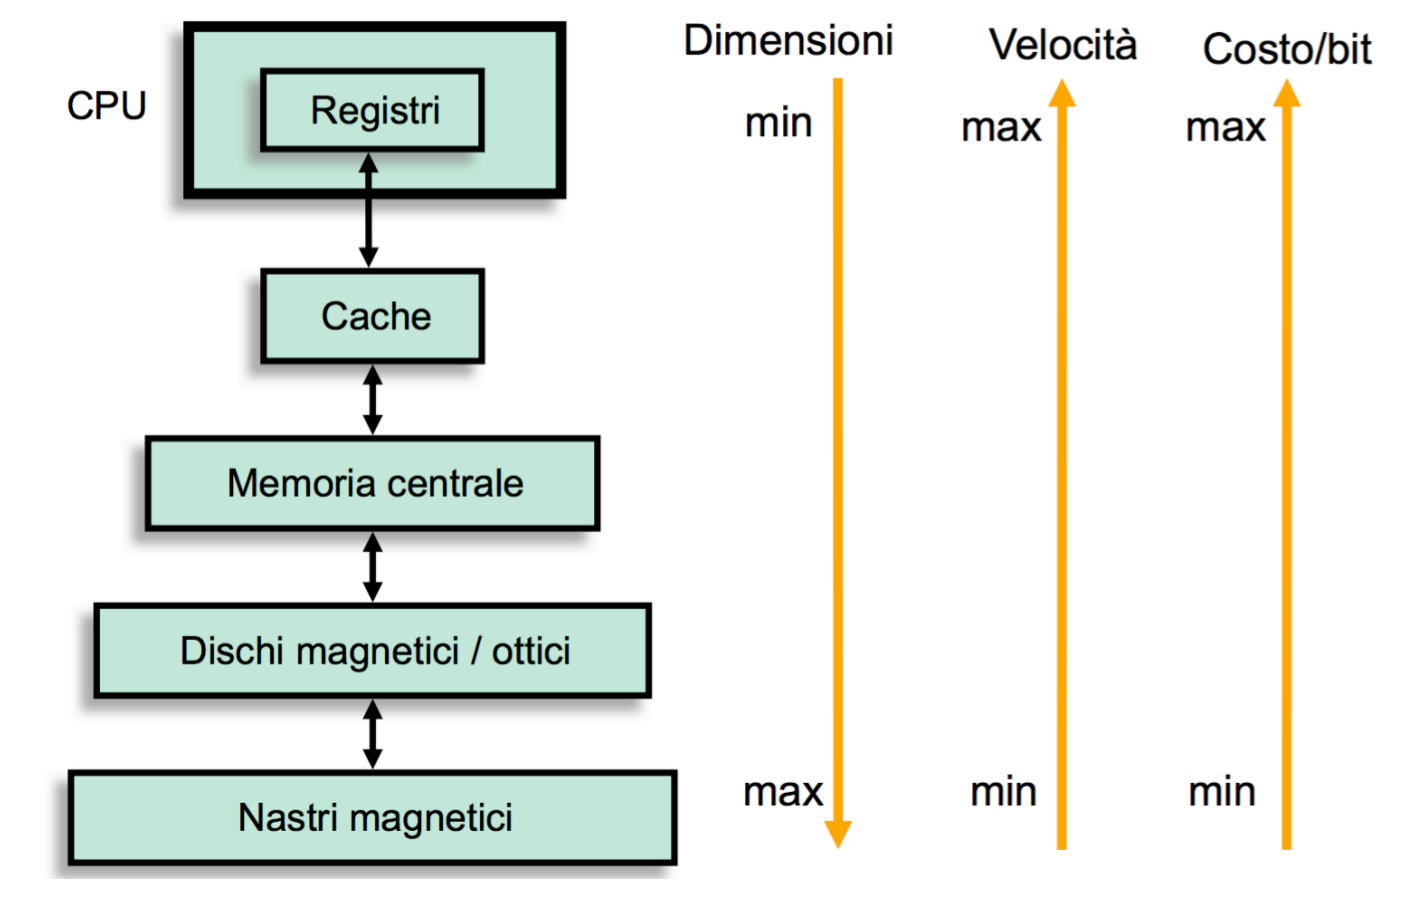 Dimensioni
Velocità
Costo/bit
CPU
Registri
min
max
max
Cache
Memoria centrale
Dischi magnetici / ottici
max
min
min
Nastri magnetici